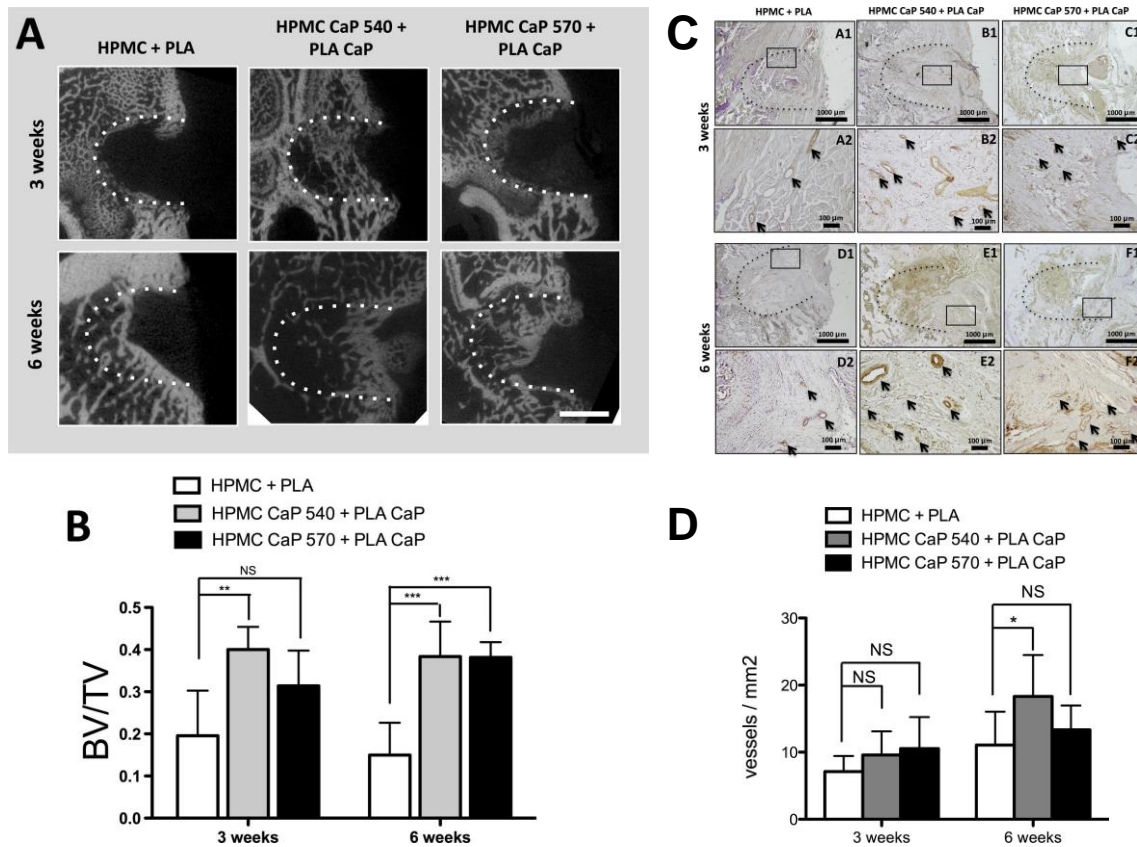 A
HPMC + PLA
HPMC CaP 540 +
PLA CaP
HPMC CaP 570 +
PLA CaP
3 weeks
6 weeks
B
HPMC + PLA
HPMC CaP 540 + PLA CaP
HPMC CaP 570 + PLA CaP
NS
**
***
***
BV/TV
0.5
0.4
0.3
0.2
0.1
0.0
3 weeks
6 weeks
C
HPMC + PLA
HPMC CaP 540 + PLA CaP
HPMC CaP 570 + PLA CaP
3 weeks
A1
1000 µm
B1
1000 µm
C1
1000 µm
A2
100 µm
B2
100 µm
C2
100 µm
6 weeks
D1
1000 µm
E1
1000 µm
F1
1000 µm
D2
100 µm
E2
100 µm
F2
100 µm
D
HPMC + PLA
HPMC CaP 540 + PLA CaP
HPMC CaP 570 + PLA CaP
NS
NS
NS
*
vessels / mm2
30
20
10
0
3 weeks
6 weeks